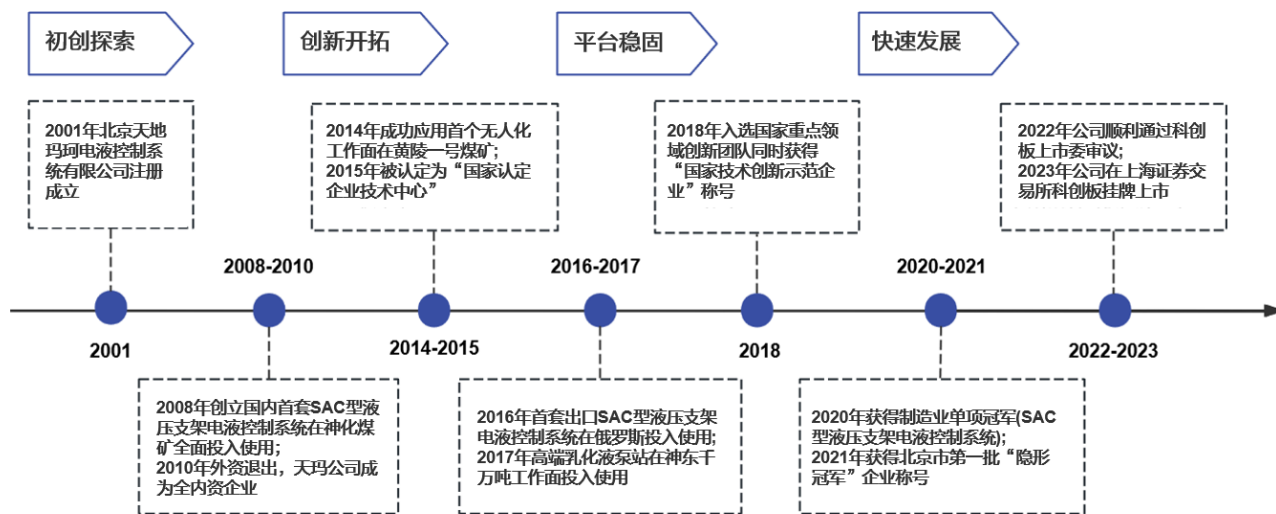 初创探索
创新开拓
平台稳固
快速发展
2001年北京天地
玛珂电液控制系
统有限公司注册
成立
2014年成功应用首个无人化
工作面在黄陵一号煤矿;
2015年被认定为“国家认定
企业技术中心”
2018年入选国家重点领
域创新团队同时获得
“国家技术创新示范企
业”称号
2022年公司顺利通过科创
板上市委审议;
2023年公司在上海证券交
易所科创板挂牌上市
2008-2010
2016-2017
2020-2021
2001
2014-2015
2018
2022-2023
2008年创立国内首套SAC型液
压支架电液控制系统在神化煤
矿全面投入使用;
2010年外资退出，天玛公司成
为全内资企业
2016年首套出口SAC型液压支架
电液控制系统在俄罗斯投入使用;
2017年高端乳化液泵站在神东千
万吨工作面投入使用
2020年获得制造业单项冠军(SAC
型液压支架电液控制系统);
2021年获得北京市第一批“隐形
冠军”企业称号